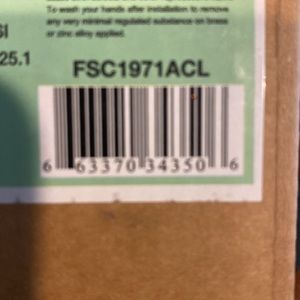 To wash your hands after installation to remove
any very minimal regulated substance on brass
or zinc alloy applied.
SI
25.1
FSC1971ACL
6 63370 34350 6